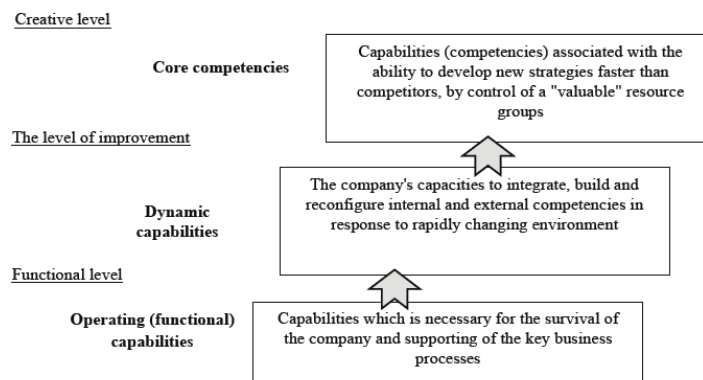 Creative level
Core competencies
Capabilities (competencies) associated with the
ability to develop new strategies faster than
competitors, by control of a "valuable" resource
groups
The level of improvement
Dynamic
capabilities
The company's capacities to integrate, build and
reconfigure internal and external competencies in
response to rapidly changing environment
Functional level
Operating (functional)
capabilities
Capabilities which is necessary for the survival of
the company and supporting of the key business
processes